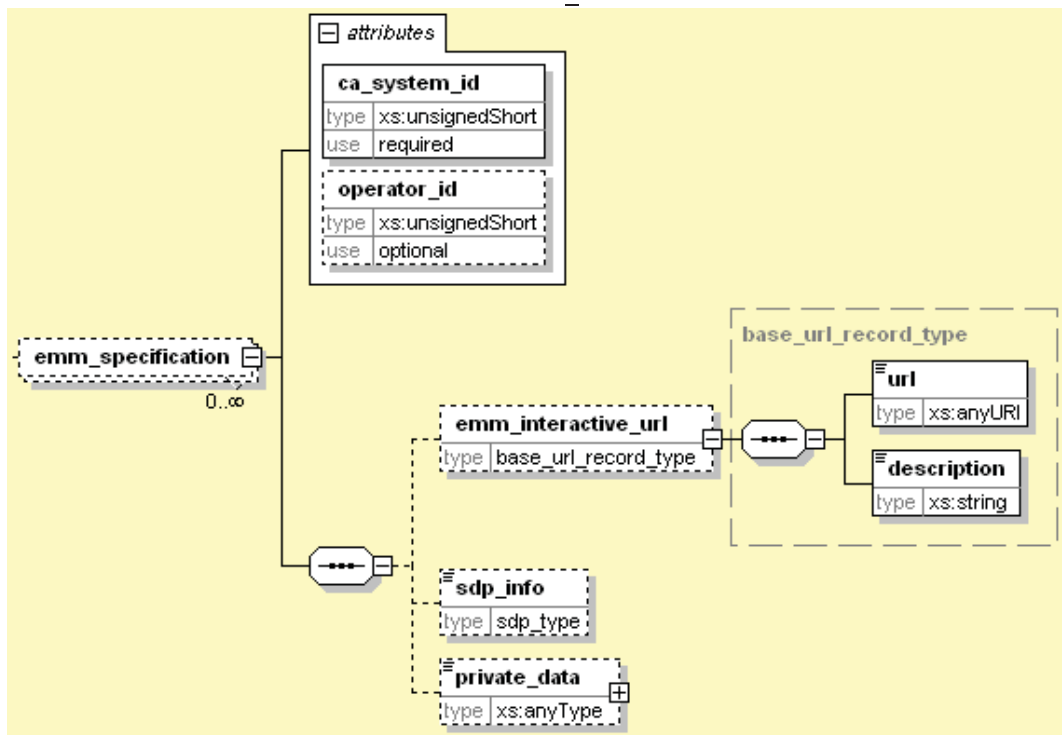 attributes
ca_system_id
type xs:unsignedShort
use required
operator_id
type xs:unsignedShort
use optional
emm_specification
0..∞
base_url_record_type
url
type xs:anyURI
emm_interactive_url
type base_url_record_type
description
type xs:string
sdp_info
type sdp_type
private_data
type xs:anyType